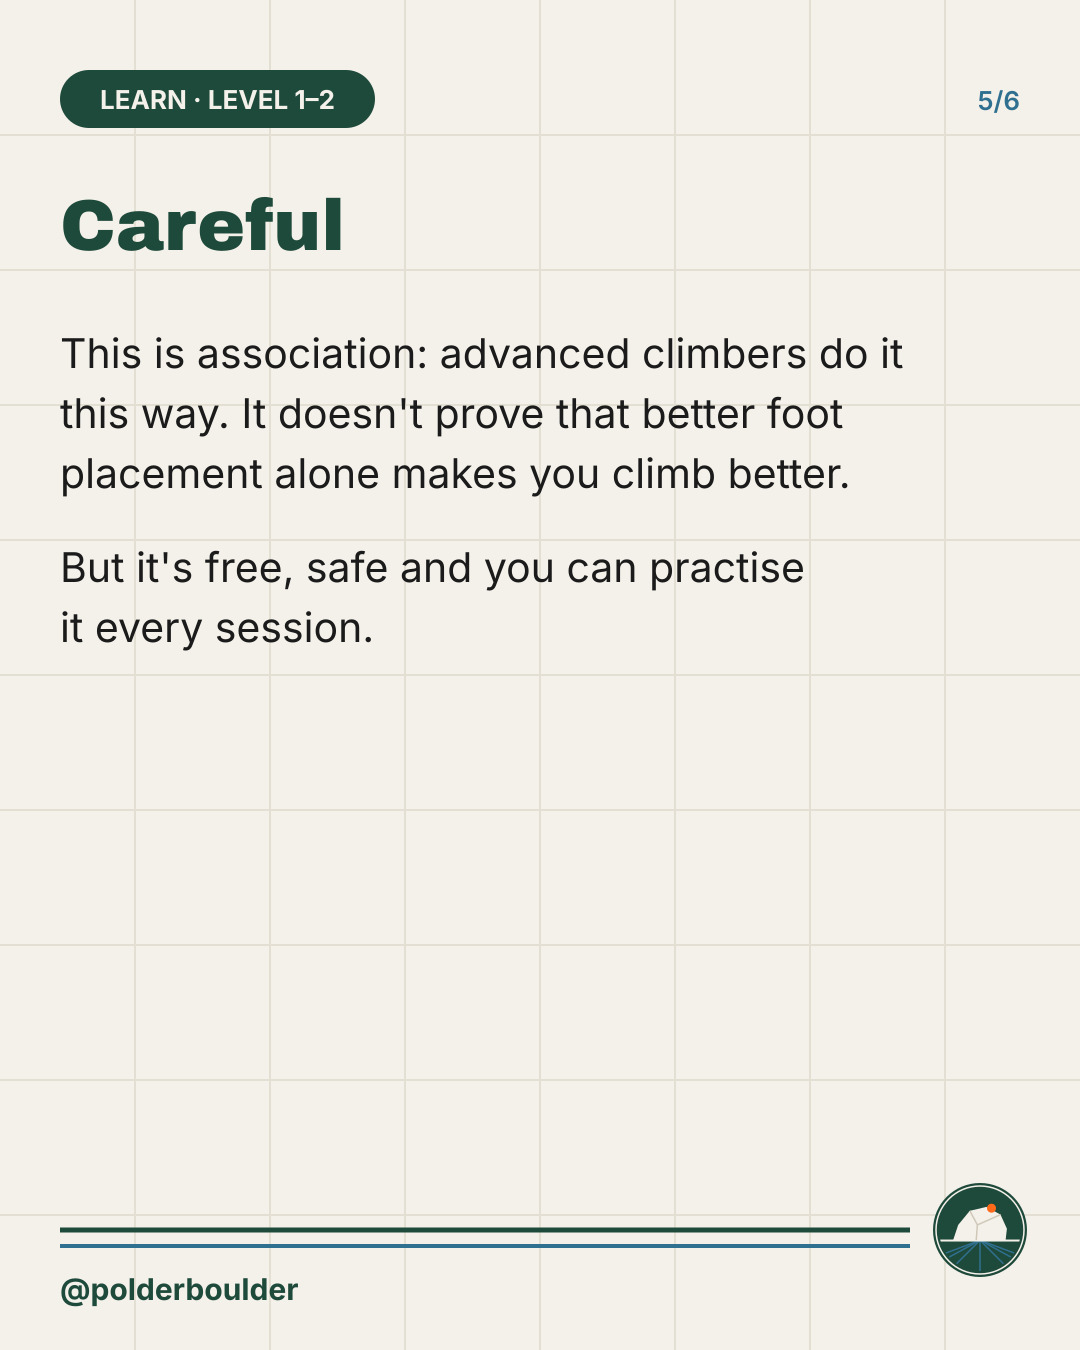 LEARN · LEVEL 1–2
5/6
Careful
This is association: advanced climbers do it
this way. It doesn't prove that better foot
placement alone makes you climb better.
But it's free, safe and you can practise
it every session.
@polderboulder